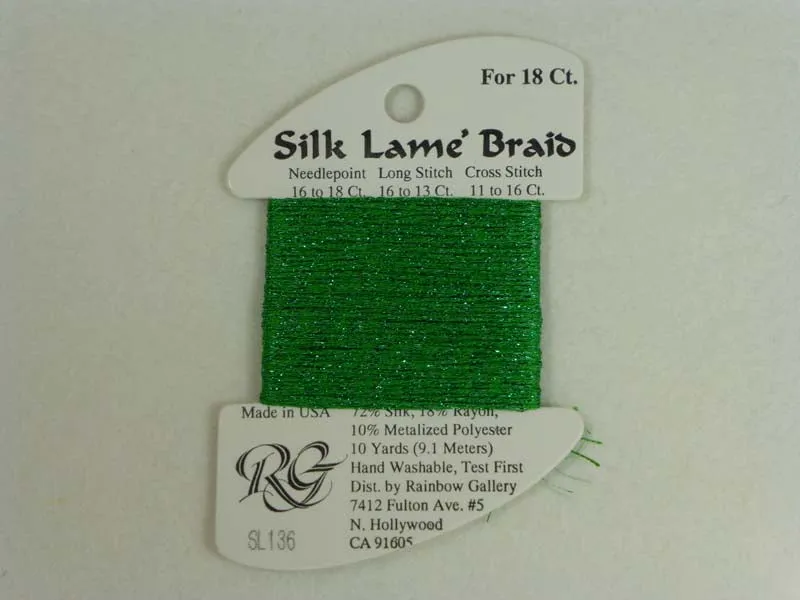 For 18 Ct.
Silk Lame' Braid
Needlepoint Long Stitch Cross Stitch
16 to 18 Ct. 16 to 13 Ct. 11 to 16 Ct.
Made in USA
72% Silk, 18% Rayon,
10% Metalized Polyester
10 Yards (9.1 Meters)
Hand Washable, Test First
Dist. by Rainbow Gallery
7412 Fulton Ave. #5
N. Hollywood
CA 91605
RG
SL136